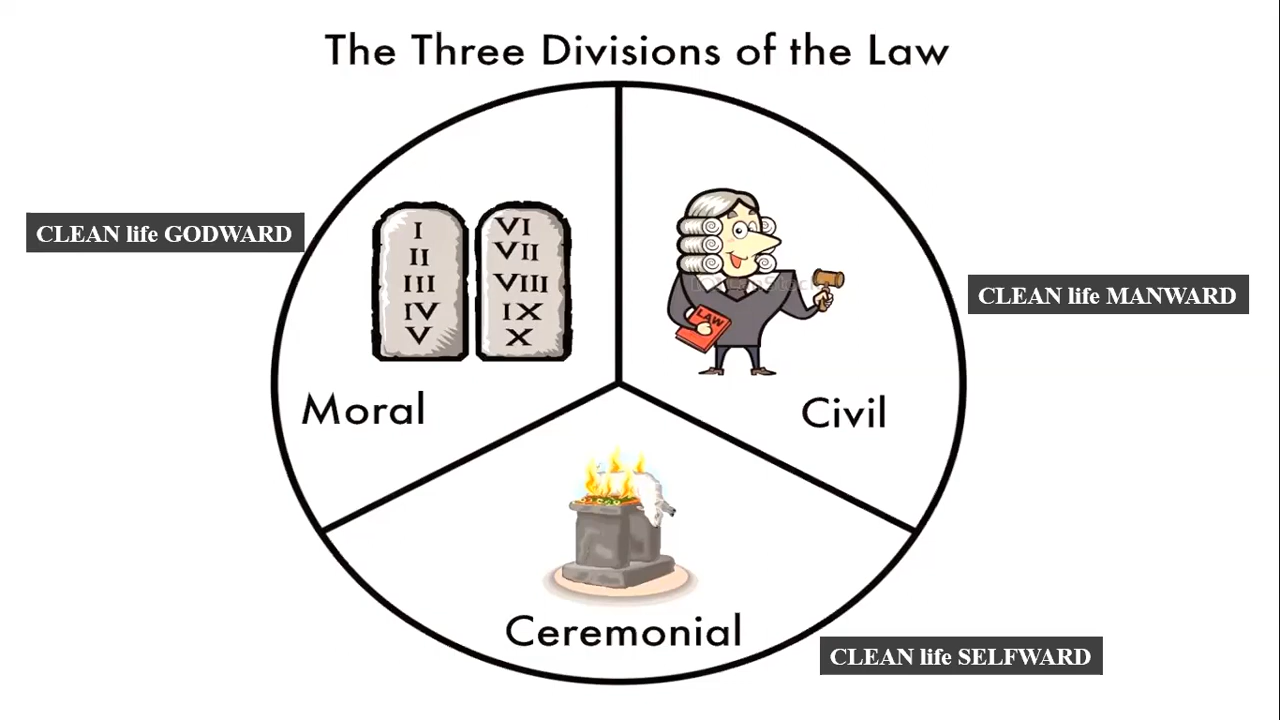 The Three Divisions of the Law
CLEAN life GODWARD
I
II
III
IV
V
VI
VII
VIII
IX
X
Moral
LAW
Civil
CLEAN life MANWARD
Ceremonial
CLEAN life SELFWARD